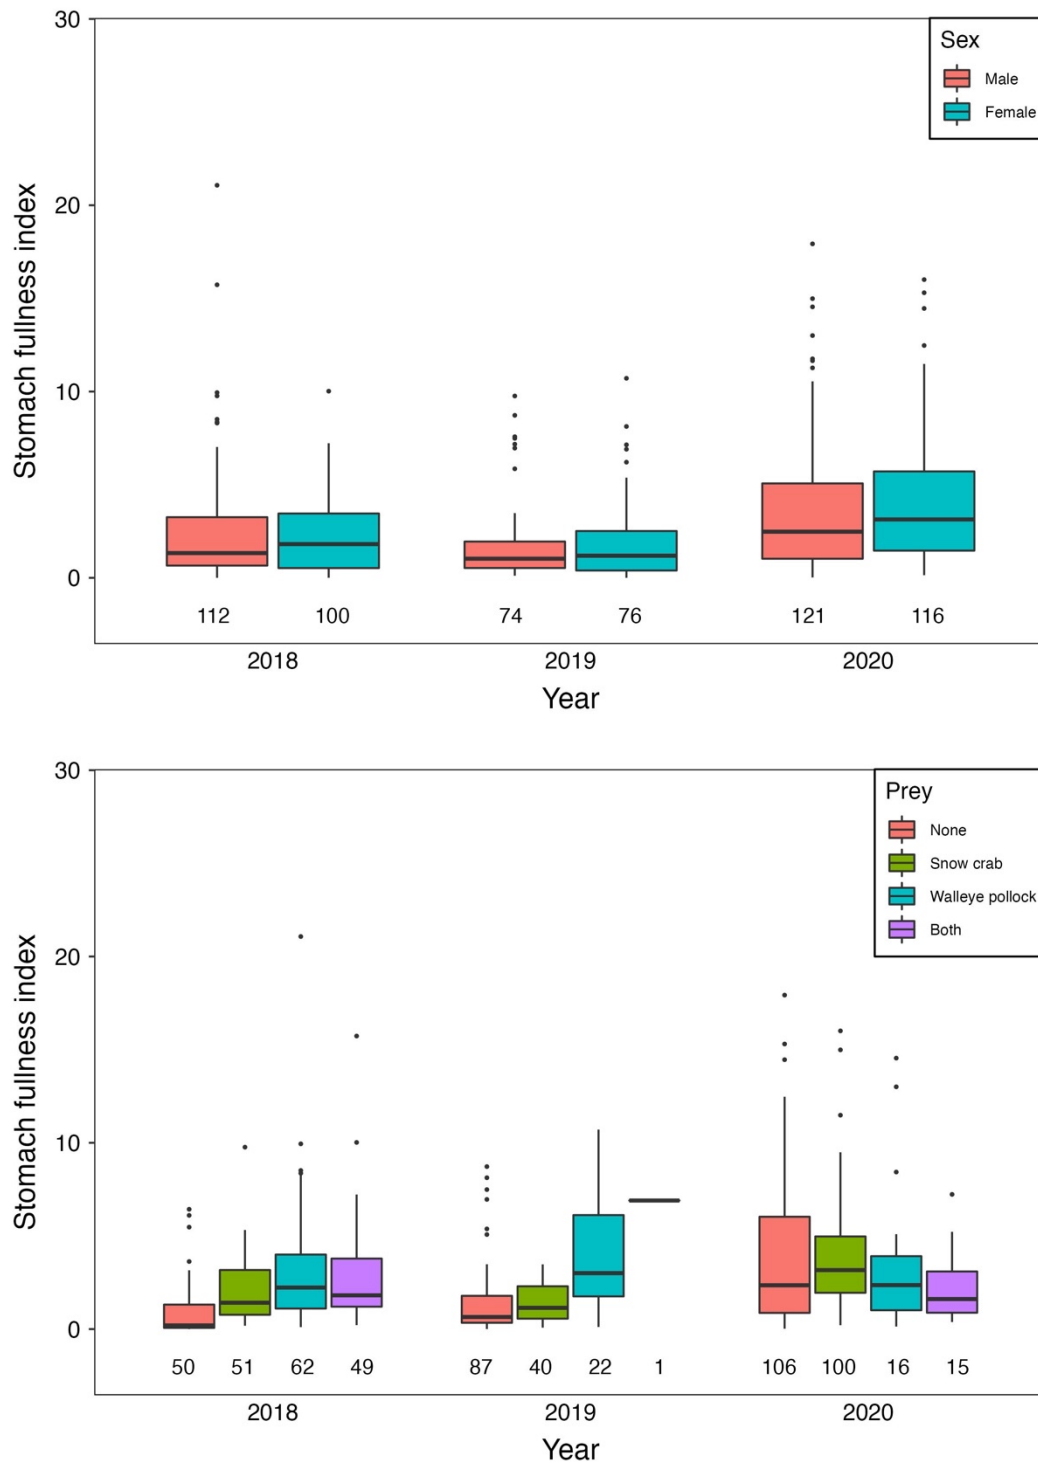 30
Sex
Male
Female
20
Stomach fullness index
10
0
112 100 74 76 121 116
2018 2019 2020
Year
30
Prey
None
Snow crab
Walleye pollock
Both
20
Stomach fullness index
10
0
50 51 62 49 87 40 22 1 106 100 16 15
2018 2019 2020
Year